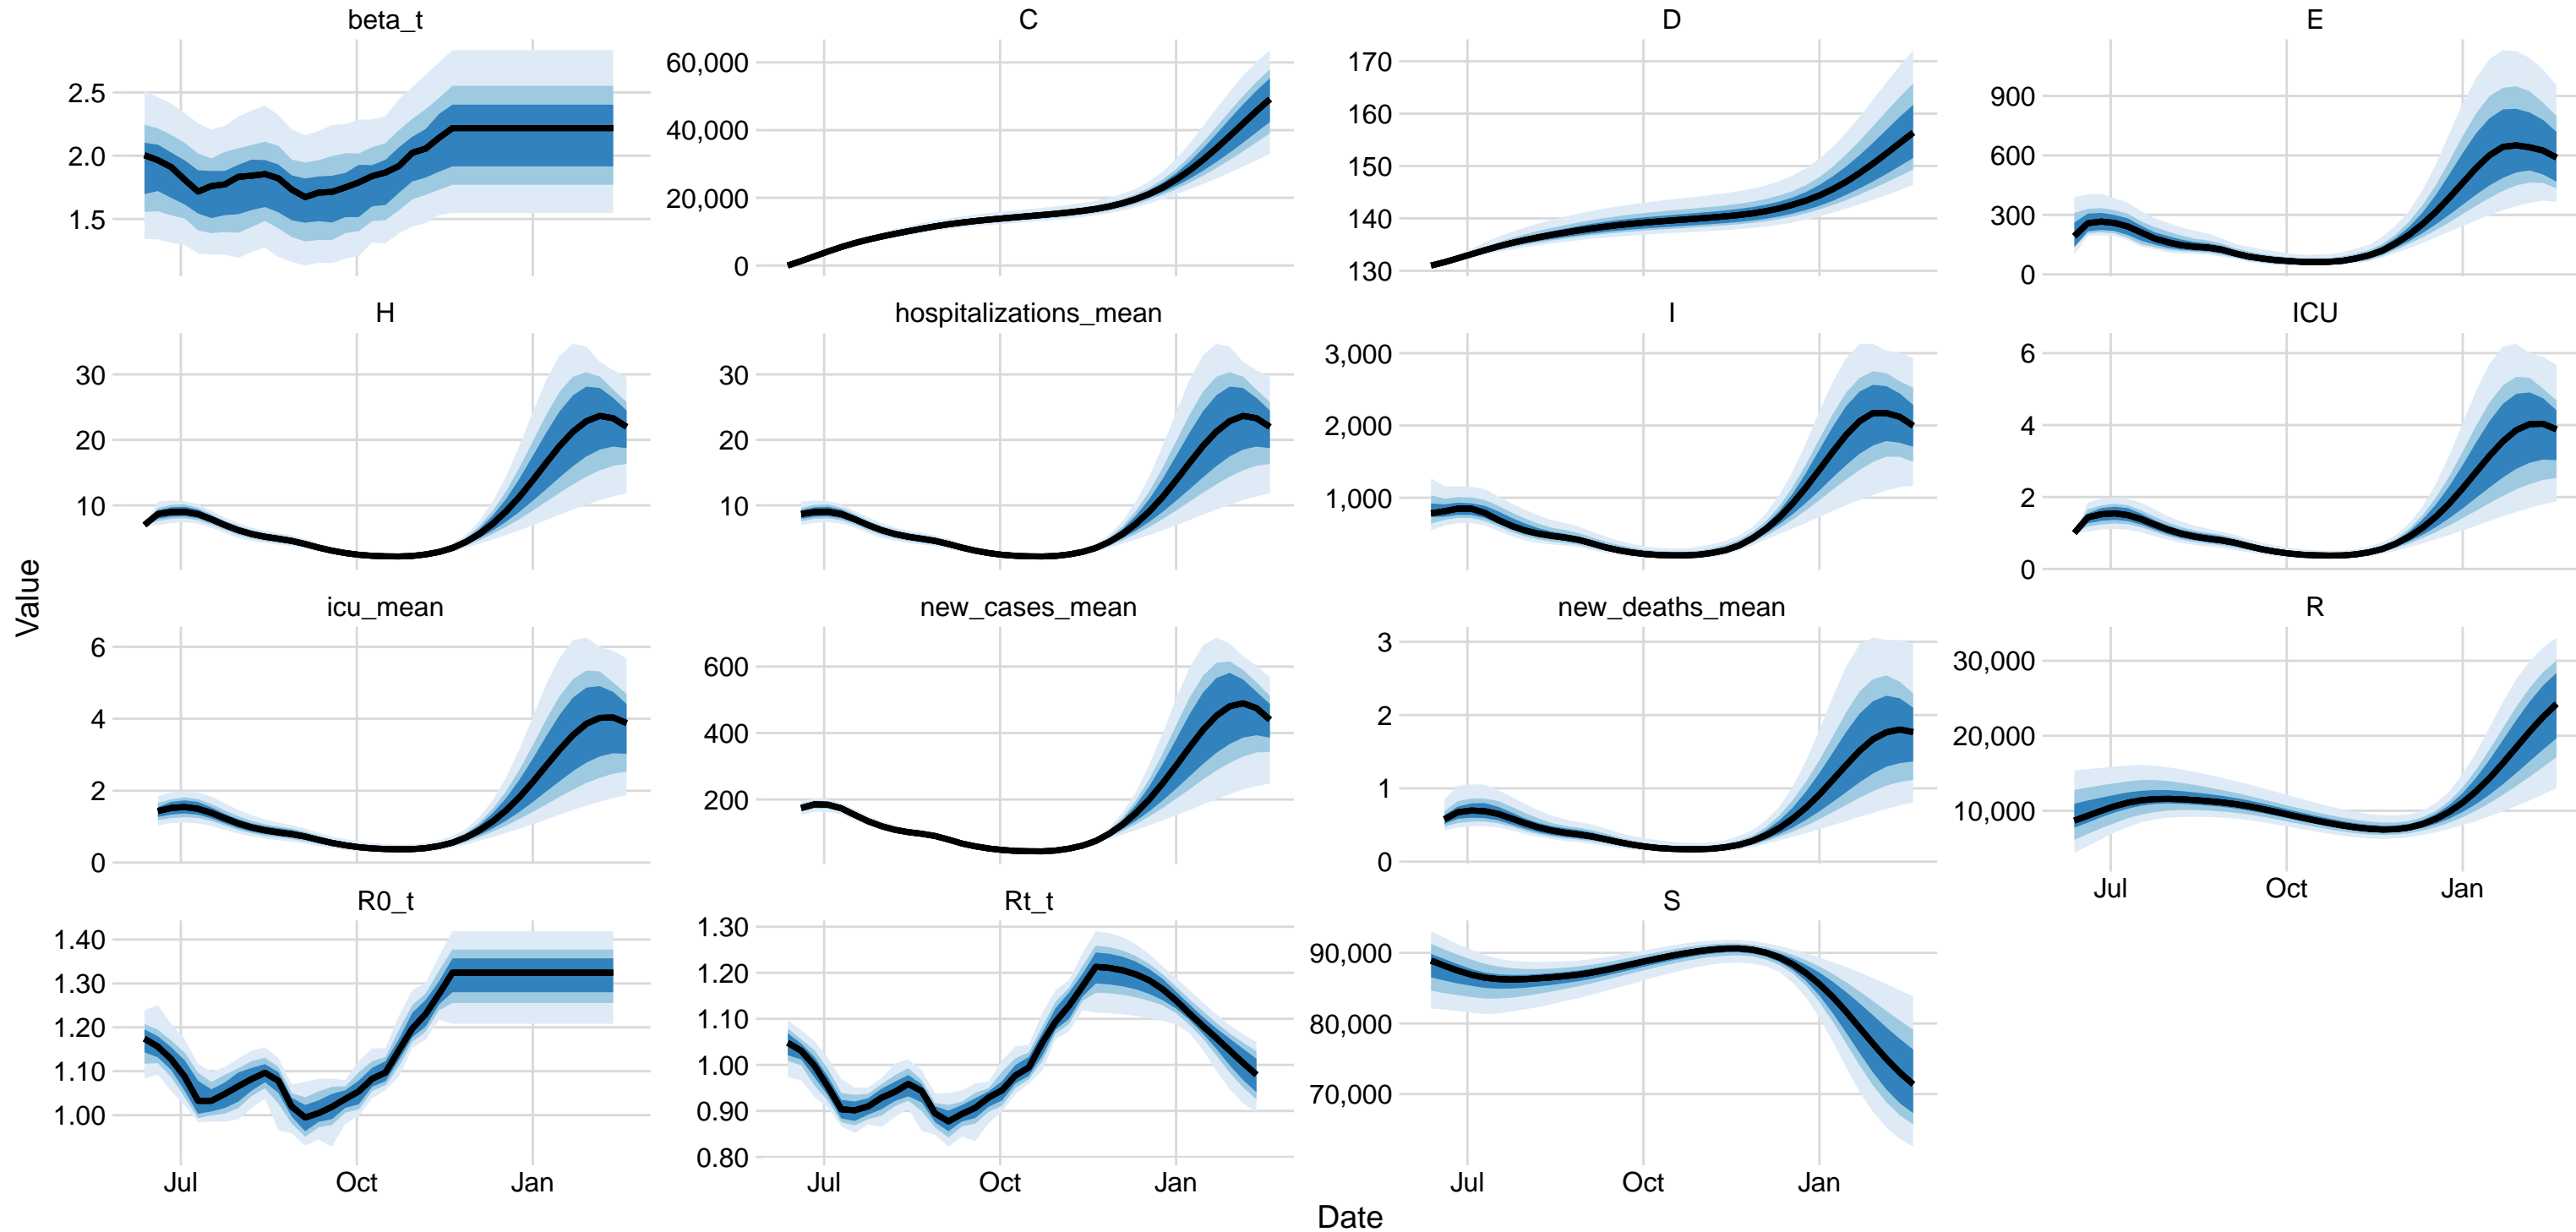 beta_t
C
D
E
2.5
2.0
1.5
60,000
40,000
20,000
0
170
160
150
140
130
900
600
300
0
H
hospitalizations_mean
I
ICU
30
20
10
30
20
10
3,000
2,000
1,000
6
4
2
0
icu_mean
new_cases_mean
new_deaths_mean
R
6
4
2
0
600
400
200
3
2
1
0
30,000
20,000
10,000
Jul
Oct
Jan
R0_t
Rt_t
S
1.40
1.30
1.20
1.10
1.00
1.30
1.20
1.10
1.00
0.90
0.80
90,000
80,000
70,000
Jul
Oct
Jan
Jul
Oct
Jan
Jul
Oct
Jan
Value
Date